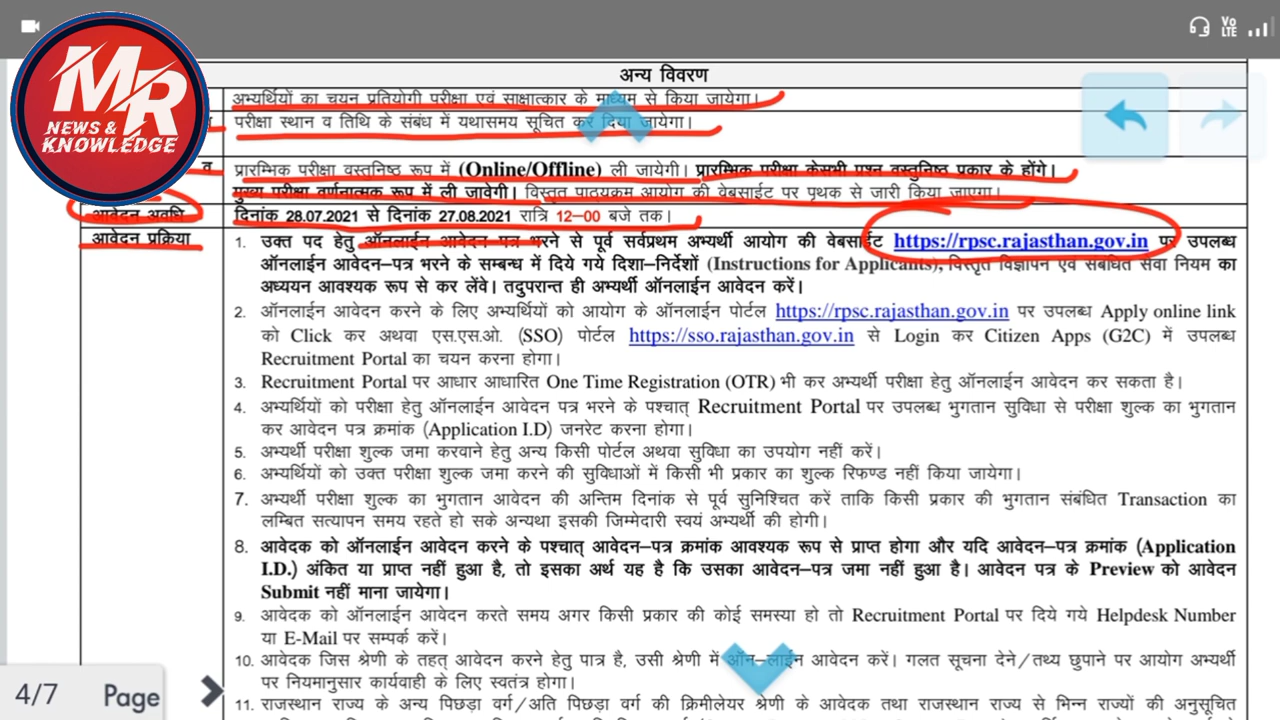 Vo
LTE
MR
NEWS &
KNOWLEDGE
अन्य विवरण
अभ्यर्थियों का चयन प्रतियोगी परीक्षा एवं साक्षात्कार के माध्यम से किया जायेगा।
परीक्षा स्थान व तिथि के संबंध में यथासमय सूचित कर दिया जायेगा।
व
प्रारम्भिक परीक्षा वस्तुनिष्ठ रूप में (Online/Offline) ली जायेगी। प्रारम्भिक परीक्षा केसभी प्रश्न वस्तुनिष्ठ प्रकार के होंगे।
मुख्य परीक्षा वर्णनात्मक रूप में ली जावेगी। विस्तृत पाठ्यक्रम आयोग की वेबसाईट पर पृथक से जारी किया जाएगा।
आवेदन अवधि दिनांक 28.07.2021 से दिनांक 27.08.2021 रात्रि 12–00 बजे तक।
आवेदन प्रक्रिया 1. उक्त पद हेतु ऑनलाईन आवेदन पत्र भरने से पूर्व सर्वप्रथम अभ्यर्थी आयोग की वेबसाईट https://rpsc.rajasthan.gov.in पर उपलब्ध
ऑनलाईन आवेदन–पत्र भरने के सम्बन्ध में दिये गये दिशा–निर्देशों (Instructions for Applicants), विस्तृत विज्ञापन एवं संबंधित सेवा नियम का
अध्ययन आवश्यक रूप से कर लेंवे। तदुपरान्त ही अभ्यर्थी ऑनलाईन आवेदन करें।
2. ऑनलाईन आवेदन करने के लिए अभ्यर्थियों को आयोग के ऑनलाईन पोर्टल https://rpsc.rajasthan.gov.in पर उपलब्ध Apply online link
को Click कर अथवा एस.एस.ओ. (SSO) पोर्टल https://sso.rajasthan.gov.in से Login कर Citizen Apps (G2C) में उपलब्ध
Recruitment Portal का चयन करना होगा।
3. Recruitment Portal पर आधार आधारित One Time Registration (OTR) भी कर अभ्यर्थी परीक्षा हेतु ऑनलाईन आवेदन कर सकता है।
4. अभ्यर्थियों को परीक्षा हेतु ऑनलाईन आवेदन पत्र भरने के पश्चात् Recruitment Portal पर उपलब्ध भुगतान सुविधा से परीक्षा शुल्क का भुगतान
कर आवेदन पत्र क्रमांक (Application I.D) जनरेट करना होगा।
5. अभ्यर्थी परीक्षा शुल्क जमा करवाने हेतु अन्य किसी पोर्टल अथवा सुविधा का उपयोग नहीं करें।
6. अभ्यर्थियों को उक्त परीक्षा शुल्क जमा करने की सुविधाओं में किसी भी प्रकार का शुल्क रिफण्ड नहीं किया जायेगा।
7. अभ्यर्थी परीक्षा शुल्क का भुगतान आवेदन की अन्तिम दिनांक से पूर्व सुनिश्चित करें ताकि किसी प्रकार की भुगतान संबंधित Transaction का
लम्बित सत्यापन समय रहते हो सके अन्यथा इसकी जिम्मेदारी स्वयं अभ्यर्थी की होगी।
8. आवेदक को ऑनलाईन आवेदन करने के पश्चात् आवेदन–पत्र क्रमांक आवश्यक रूप से प्राप्त होगा और यदि आवेदन–पत्र क्रमांक (Application
I.D.) अंकित या प्राप्त नहीं हुआ है, तो इसका अर्थ यह है कि उसका आवेदन–पत्र जमा नहीं हुआ है। आवेदन पत्र के Preview को आवेदन
Submit नहीं माना जायेगा।
9. आवेदक को ऑनलाईन आवेदन करते समय अगर किसी प्रकार की कोई समस्या हो तो Recruitment Portal पर दिये गये Helpdesk Number
या E-Mail पर सम्पर्क करें।
10. आवेदक जिस श्रेणी के तहत् आवेदन करने हेतु पात्र है, उसी श्रेणी में ऑन–लाईन आवेदन करें। गलत सूचना देने/तथ्य छुपाने पर आयोग अभ्यर्थी
पर नियमानुसार कार्यवाही के लिए स्वतंत्र होगा।
11. राजस्थान राज्य के अन्य पिछड़ा वर्ग/अति पिछड़ा वर्ग की क्रिमीलेयर श्रेणी के आवेदक तथा राजस्थान राज्य से भिन्न राज्यों की अनुसूचित
4/7 Page